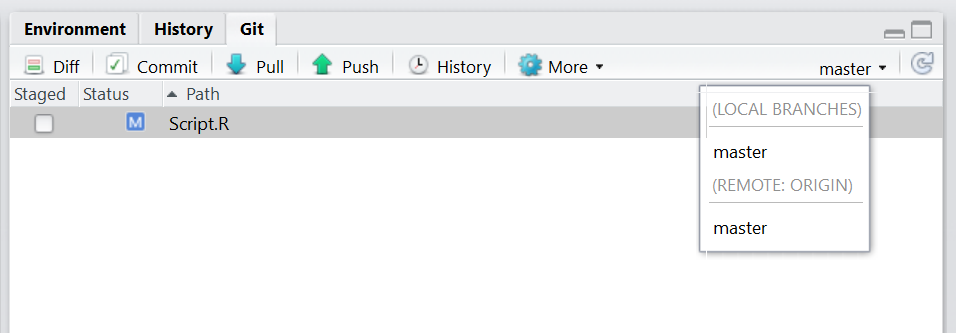 Environment History Git
Diff Commit Pull Push History More master
Staged Status Path
M Script.R
(LOCAL BRANCHES)
master
(REMOTE: ORIGIN)
master